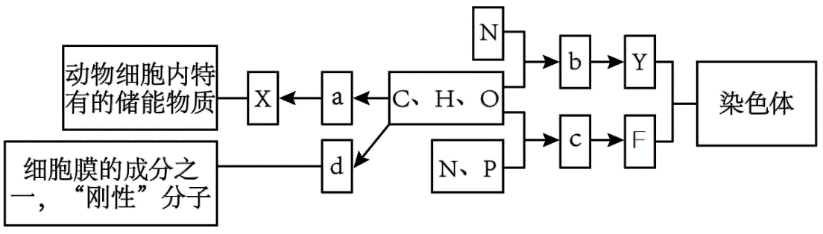 动物细胞内特
有的储能物质
X
a
C、H、O
N
b
Y
染色体
细胞膜的成分之
一，“刚性”分子
d
N、P
c
F